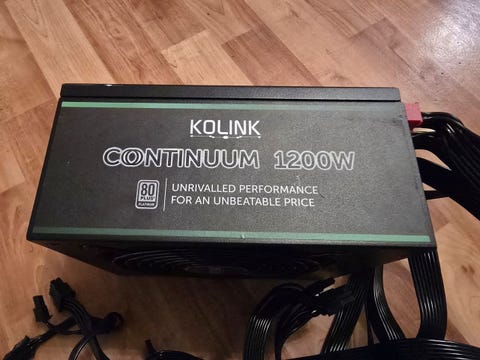 KOLINK
CONTINUUM 1200W
80
PLUS
PLATINUM
UNRIVALLED PERFORMANCE
FOR AN UNBEATABLE PRICE